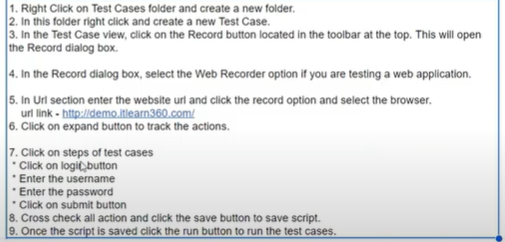 1. Right Click on Test Cases folder and create a new folder.
2. In this folder right click and create a new Test Case.
3. In the Test Case view, click on the Record button located in the toolbar at the top. This will open
the Record dialog box.
4. In the Record dialog box, select the Web Recorder option if you are testing a web application.
5. In Url section enter the website url and click the record option and select the browser.
url link - http://demo.itlearn360.com/
6. Click on expand button to track the actions.
7. Click on steps of test cases
* Click on login button
* Enter the username
* Enter the password
* Click on submit button
8. Cross check all action and click the save button to save script.
9. Once the script is saved click the run button to run the test cases.